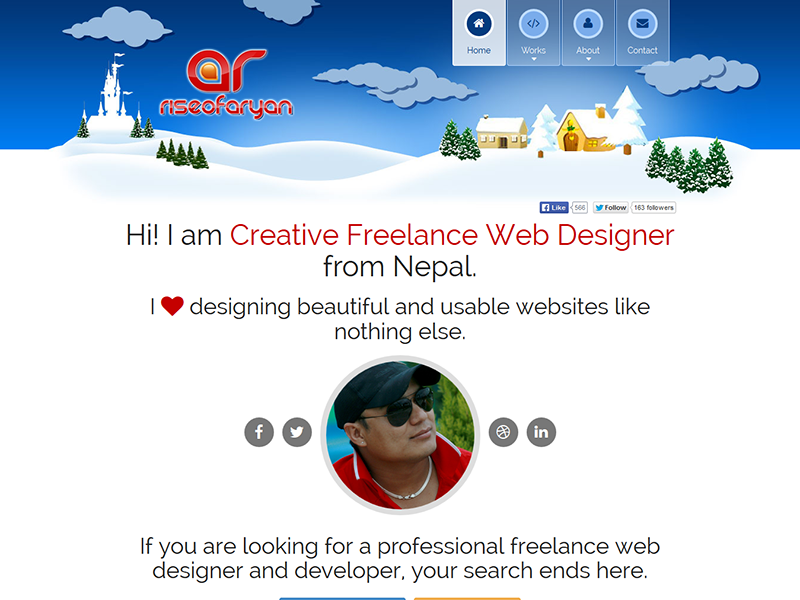 Home
Works
About
Contact
ar
riseofaryan
Like 566 Follow 163 followers
Hi! I am Creative Freelance Web Designer
from Nepal.
I ❤ designing beautiful and usable websites like
nothing else.
If you are looking for a professional freelance web
designer and developer, your search ends here.